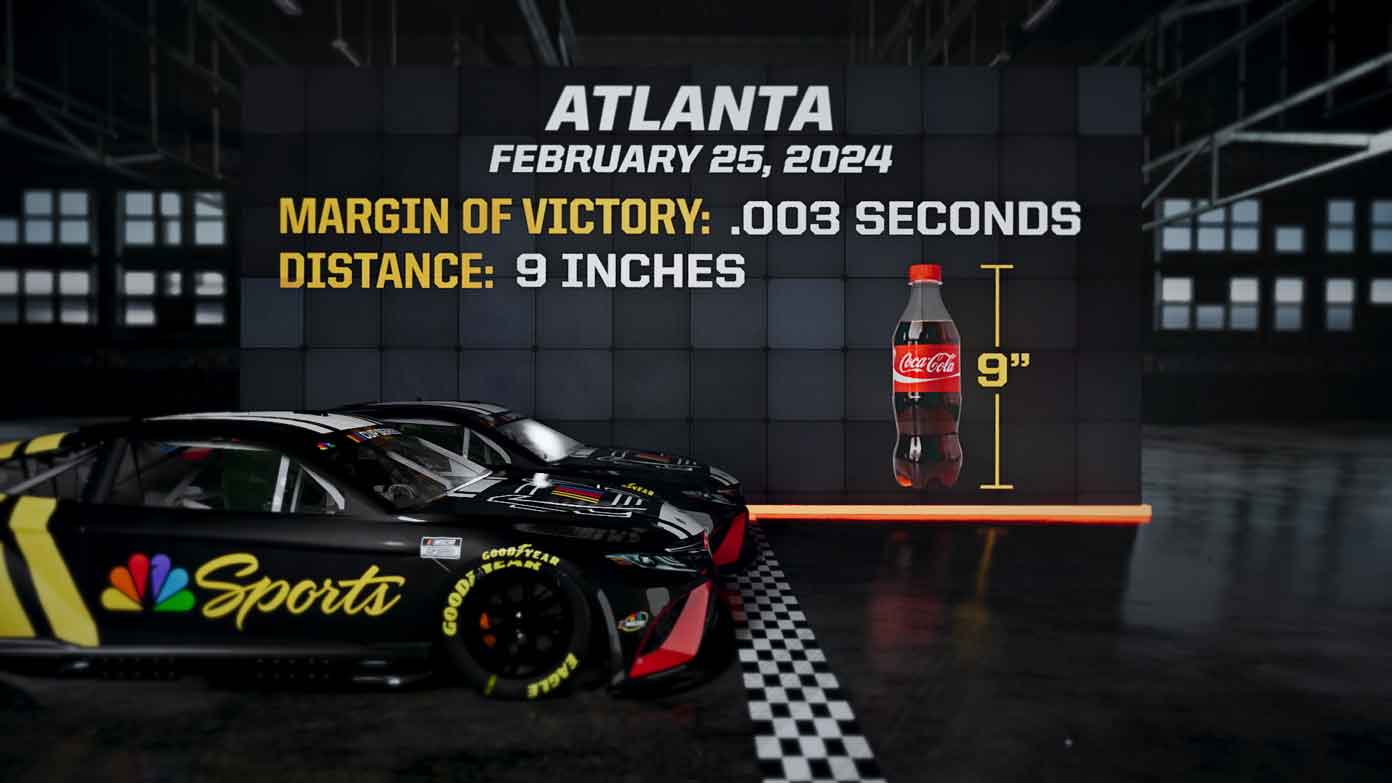 ATLANTA
FEBRUARY 25, 2024
MARGIN OF VICTORY: .003 SECONDS
DISTANCE: 9 INCHES
Coca-Cola
9”
Sports
GOODYEAR
GOODYEAR
EAGLE
NASCAR